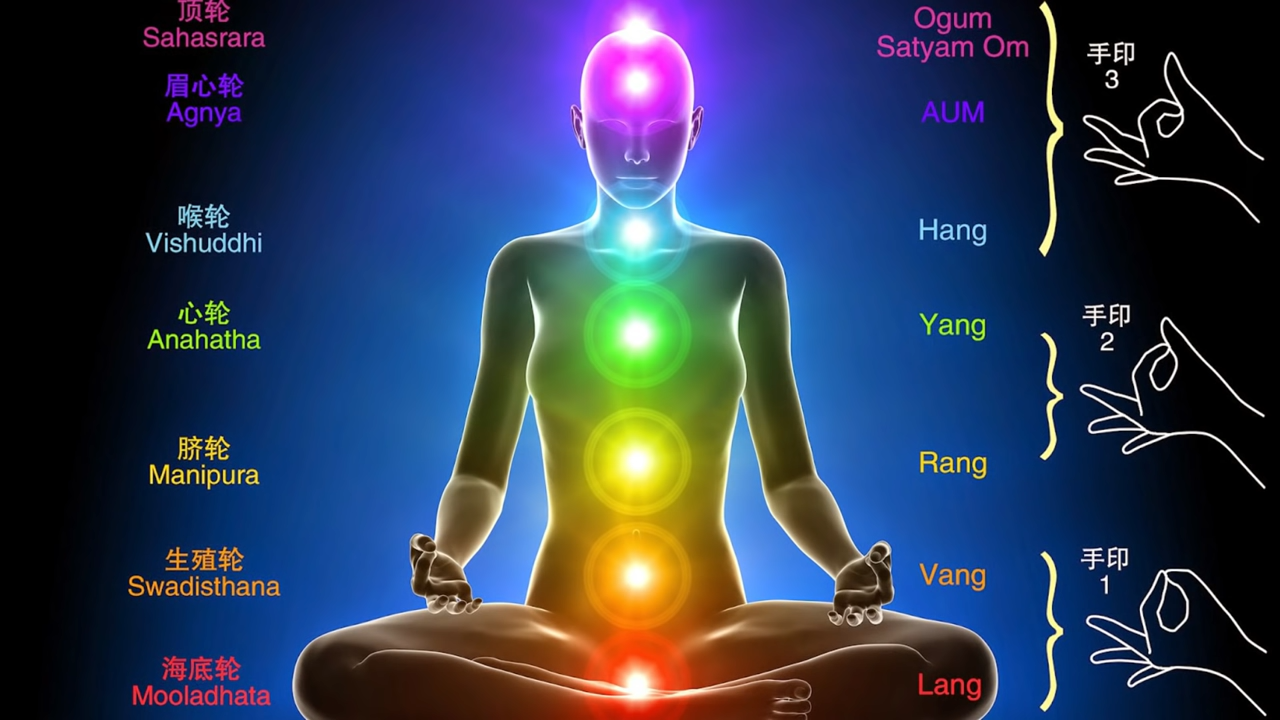 顶轮
Sahasrara
眉心轮
Agnya
喉轮
Vishuddhi
心轮
Anahatha
脐轮
Manipura
生殖轮
Swadisthana
海底轮
Mooladhata
Ogum
Satyam Om
AUM
Hang
Yang
Rang
Vang
Lang
手印
3
手印
2
手印
1